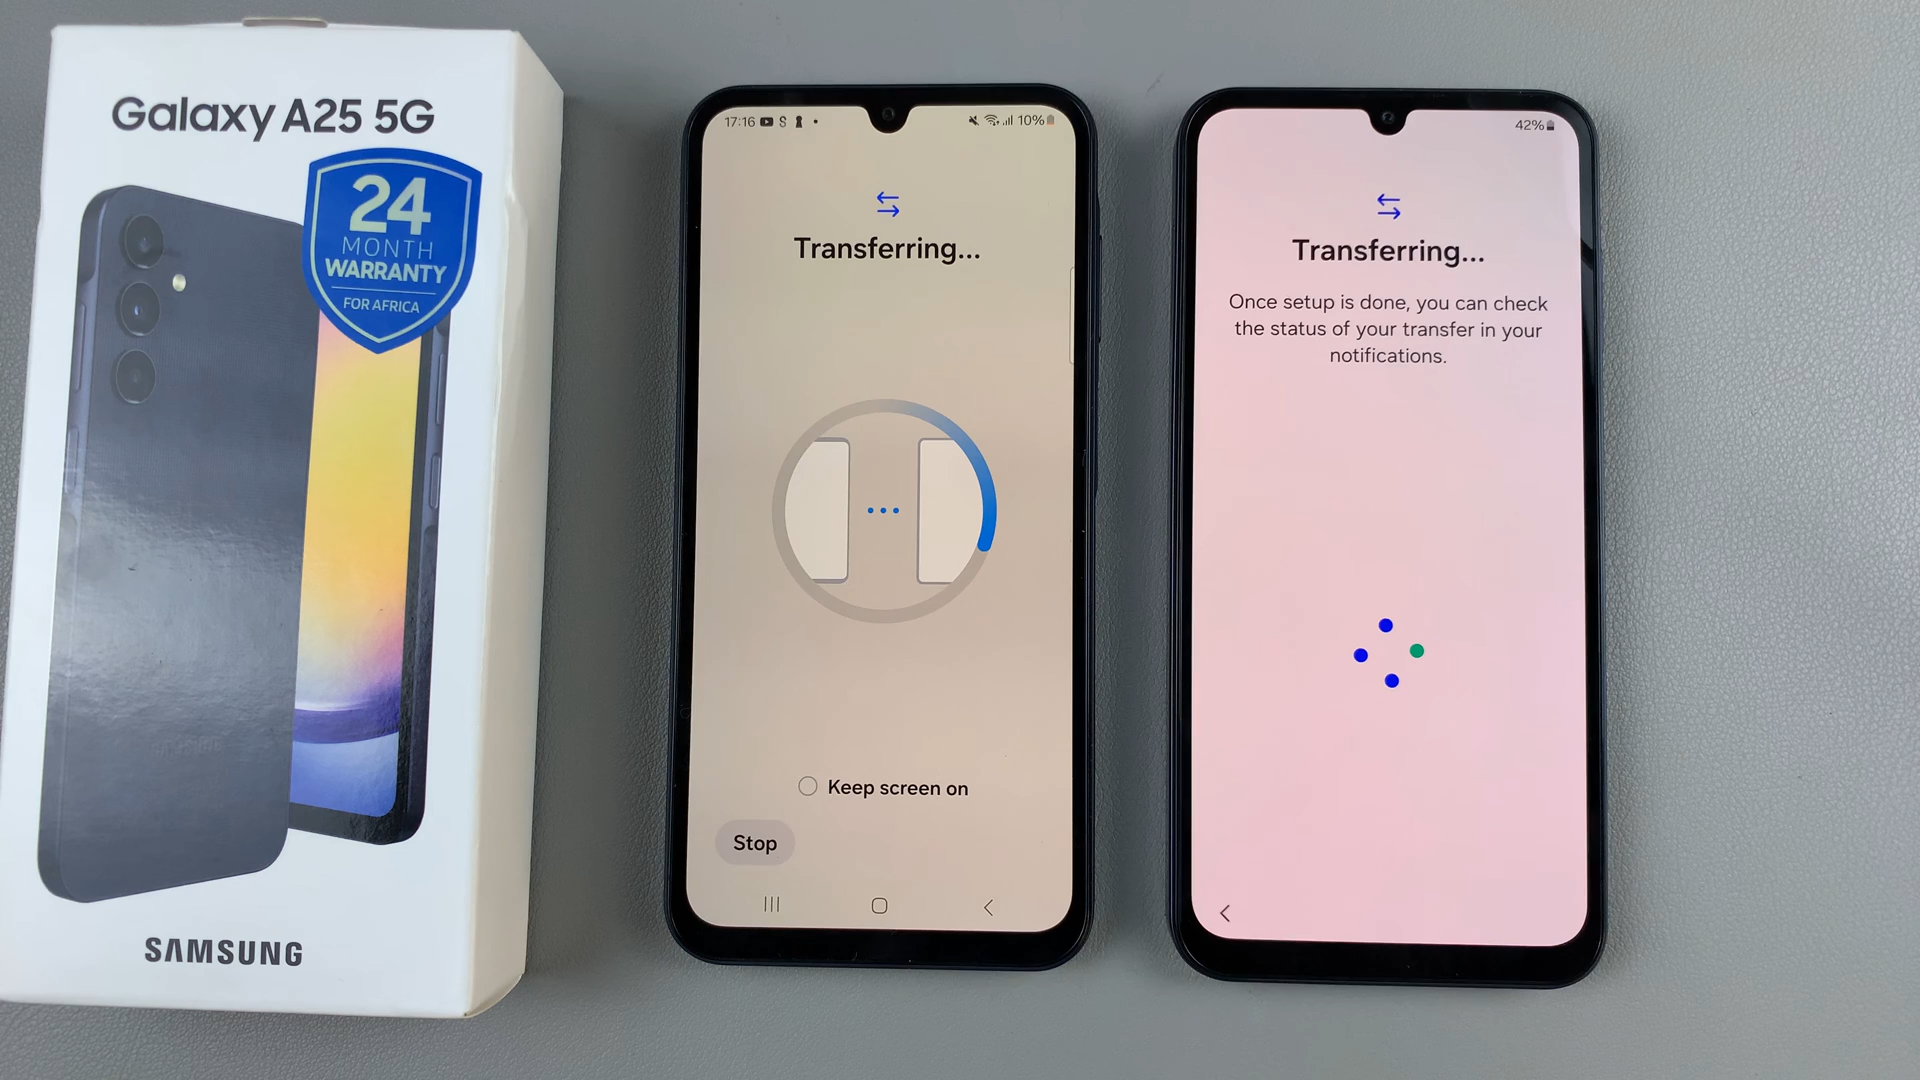 Galaxy A25 5G
24
MONTH
WARRANTY
FOR AFRICA
SAMSUNG
17:16
10%
Transferring...
Keep screen on
Stop
42%
Transferring...
Once setup is done, you can check
the status of your transfer in your
notifications.